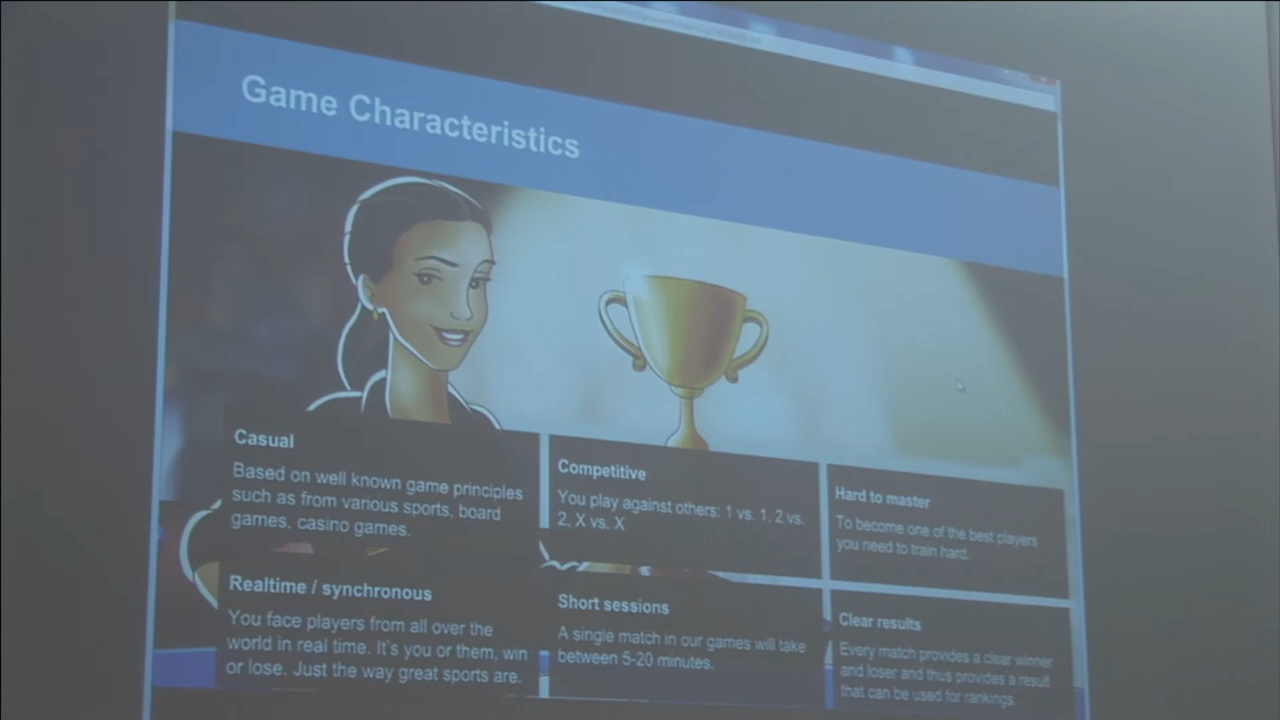 Game Characteristics
Casual
Based on well known game principles
such as from various sports, board
games, casino games.
Competitive
You play against others: 1 vs. 1, 2 vs.
2, X vs. X
Hard to master
To become one of the best players
you need to train hard.
Realtime / synchronous
You face players from all over the
world in real time. It's you or them, win
or lose. Just the way great sports are.
Short sessions
A single match in our games will take
between 5-20 minutes.
Clear results
Every match provides a clear winner
and loser and thus provides a result
that can be used for rankings.